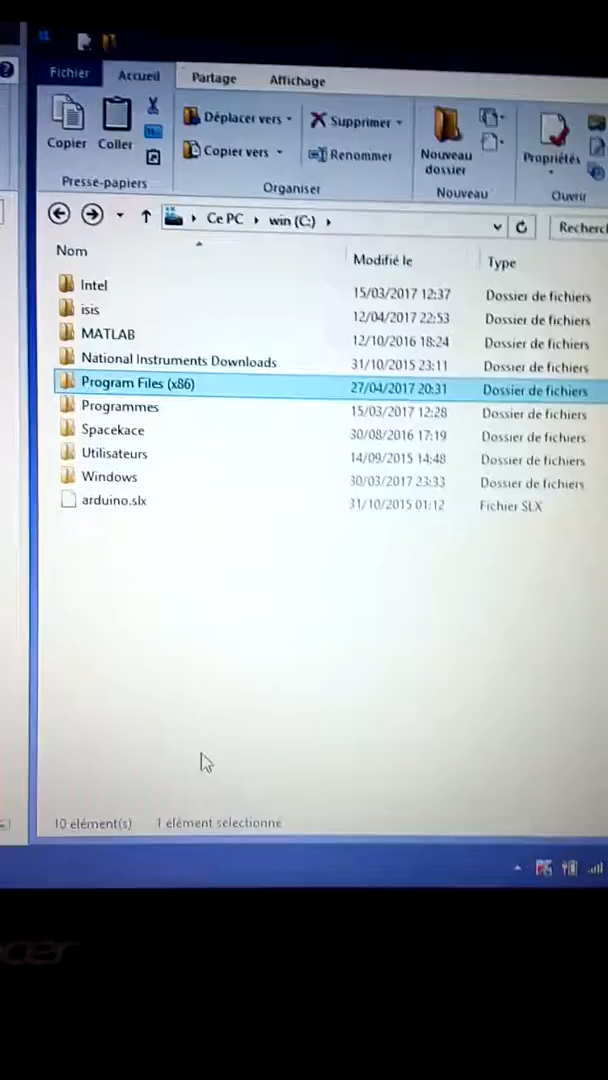 Fichier Accueil Partage Affichage
Copier Coller
Déplacer vers
Copier vers
Supprimer
Renommer
Nouveau
dossier
Propriétés
Presse-papiers Organiser Nouveau Ouvrir
Ce PC win (C:)
Nom Modifié le Type
Intel 15/03/2017 12:37 Dossier de fichiers
isis 12/04/2017 22:53 Dossier de fichiers
MATLAB 12/10/2016 18:24 Dossier de fichiers
National Instruments Downloads 31/10/2015 23:11 Dossier de fichiers
Program Files (x86) 27/04/2017 20:31 Dossier de fichiers
Programmes 15/03/2017 12:28 Dossier de fichiers
Spacekace 30/08/2016 17:19 Dossier de fichiers
Utilisateurs 14/09/2015 14:48 Dossier de fichiers
Windows 30/03/2017 23:33 Dossier de fichiers
arduino.slx 31/10/2015 01:12 Fichier SLX
10 élément(s) 1 élément sélectionné
acer